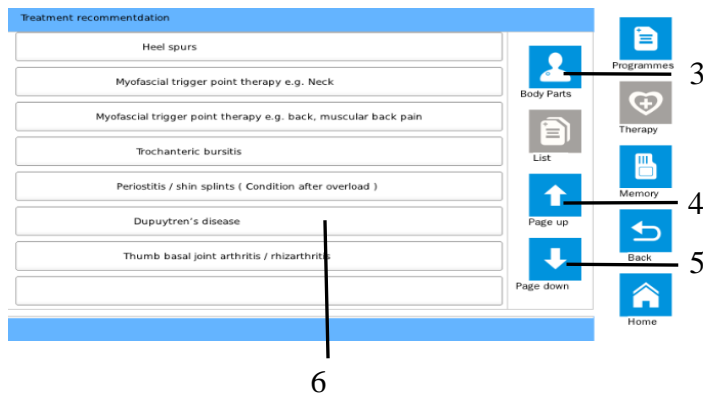 Treatment recommentdation
Heel spurs
Myofascial trigger point therapy e.g. Neck
Myofascial trigger point therapy e.g. back, muscular back pain
Trochanteric bursitis
Periostitis / shin splints ( Condition after overload )
Dupuytren's disease
Thumb basal joint arthritis / rhizarthritis
Body Parts
List
Page up
Page down
Programmes
Therapy
Memory
Back
Home
3
4
5
6